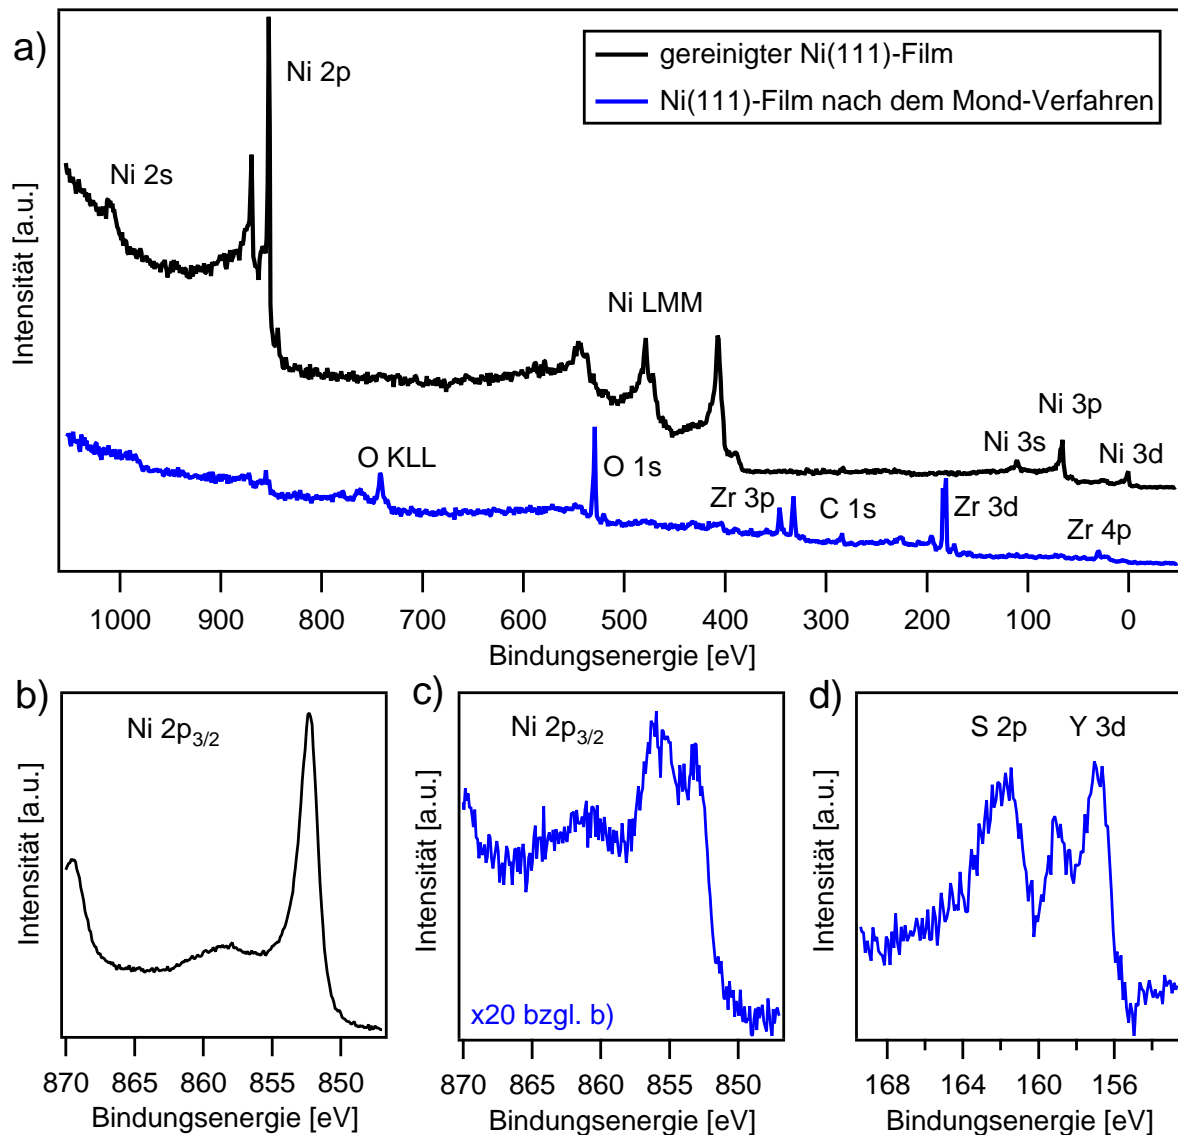 a)
gereinigter Ni(111)-Film
Ni(111)-Film nach dem Mond-Verfahren
Ni 2p
Ni 2s
Ni LMM
Ni 3p
Ni 3s
Ni 3d
O KLL
O 1s
Zr 3p
C 1s
Zr 3d
Zr 4p
Intensität [a.u.]
1000 900 800 700 600 500 400 300 200 100 0
Bindungsenergie [eV]
b)
Ni 2p3/2
Intensität [a.u.]
870 865 860 855 850
Bindungsenergie [eV]
c)
Ni 2p3/2
x20 bzgl. b)
Intensität [a.u.]
870 865 860 855 850
Bindungsenergie [eV]
d)
S 2p Y 3d
Intensität [a.u.]
168 164 160 156
Bindungsenergie [eV]